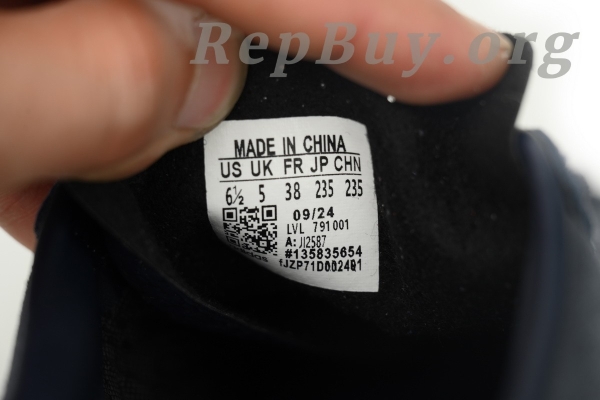 RepBuy.org
MADE IN CHINA
US UK FR JP CHN
6½ 5 38 235 235
09/24
LVL 791001
A: JI2587
#135835654